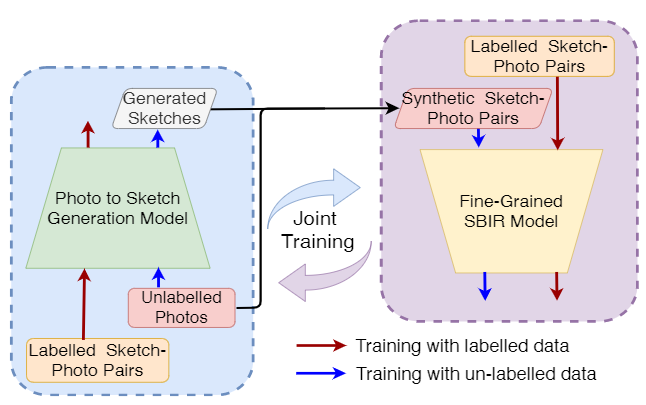 Generated
Sketches
Photo to Sketch
Generation Model
Unlabelled
Photos
Labelled Sketch-
Photo Pairs
Joint
Training
Labelled Sketch-
Photo Pairs
Synthetic Sketch-
Photo Pairs
Fine-Grained
SBIR Model
Training with labelled data
Training with un-labelled data